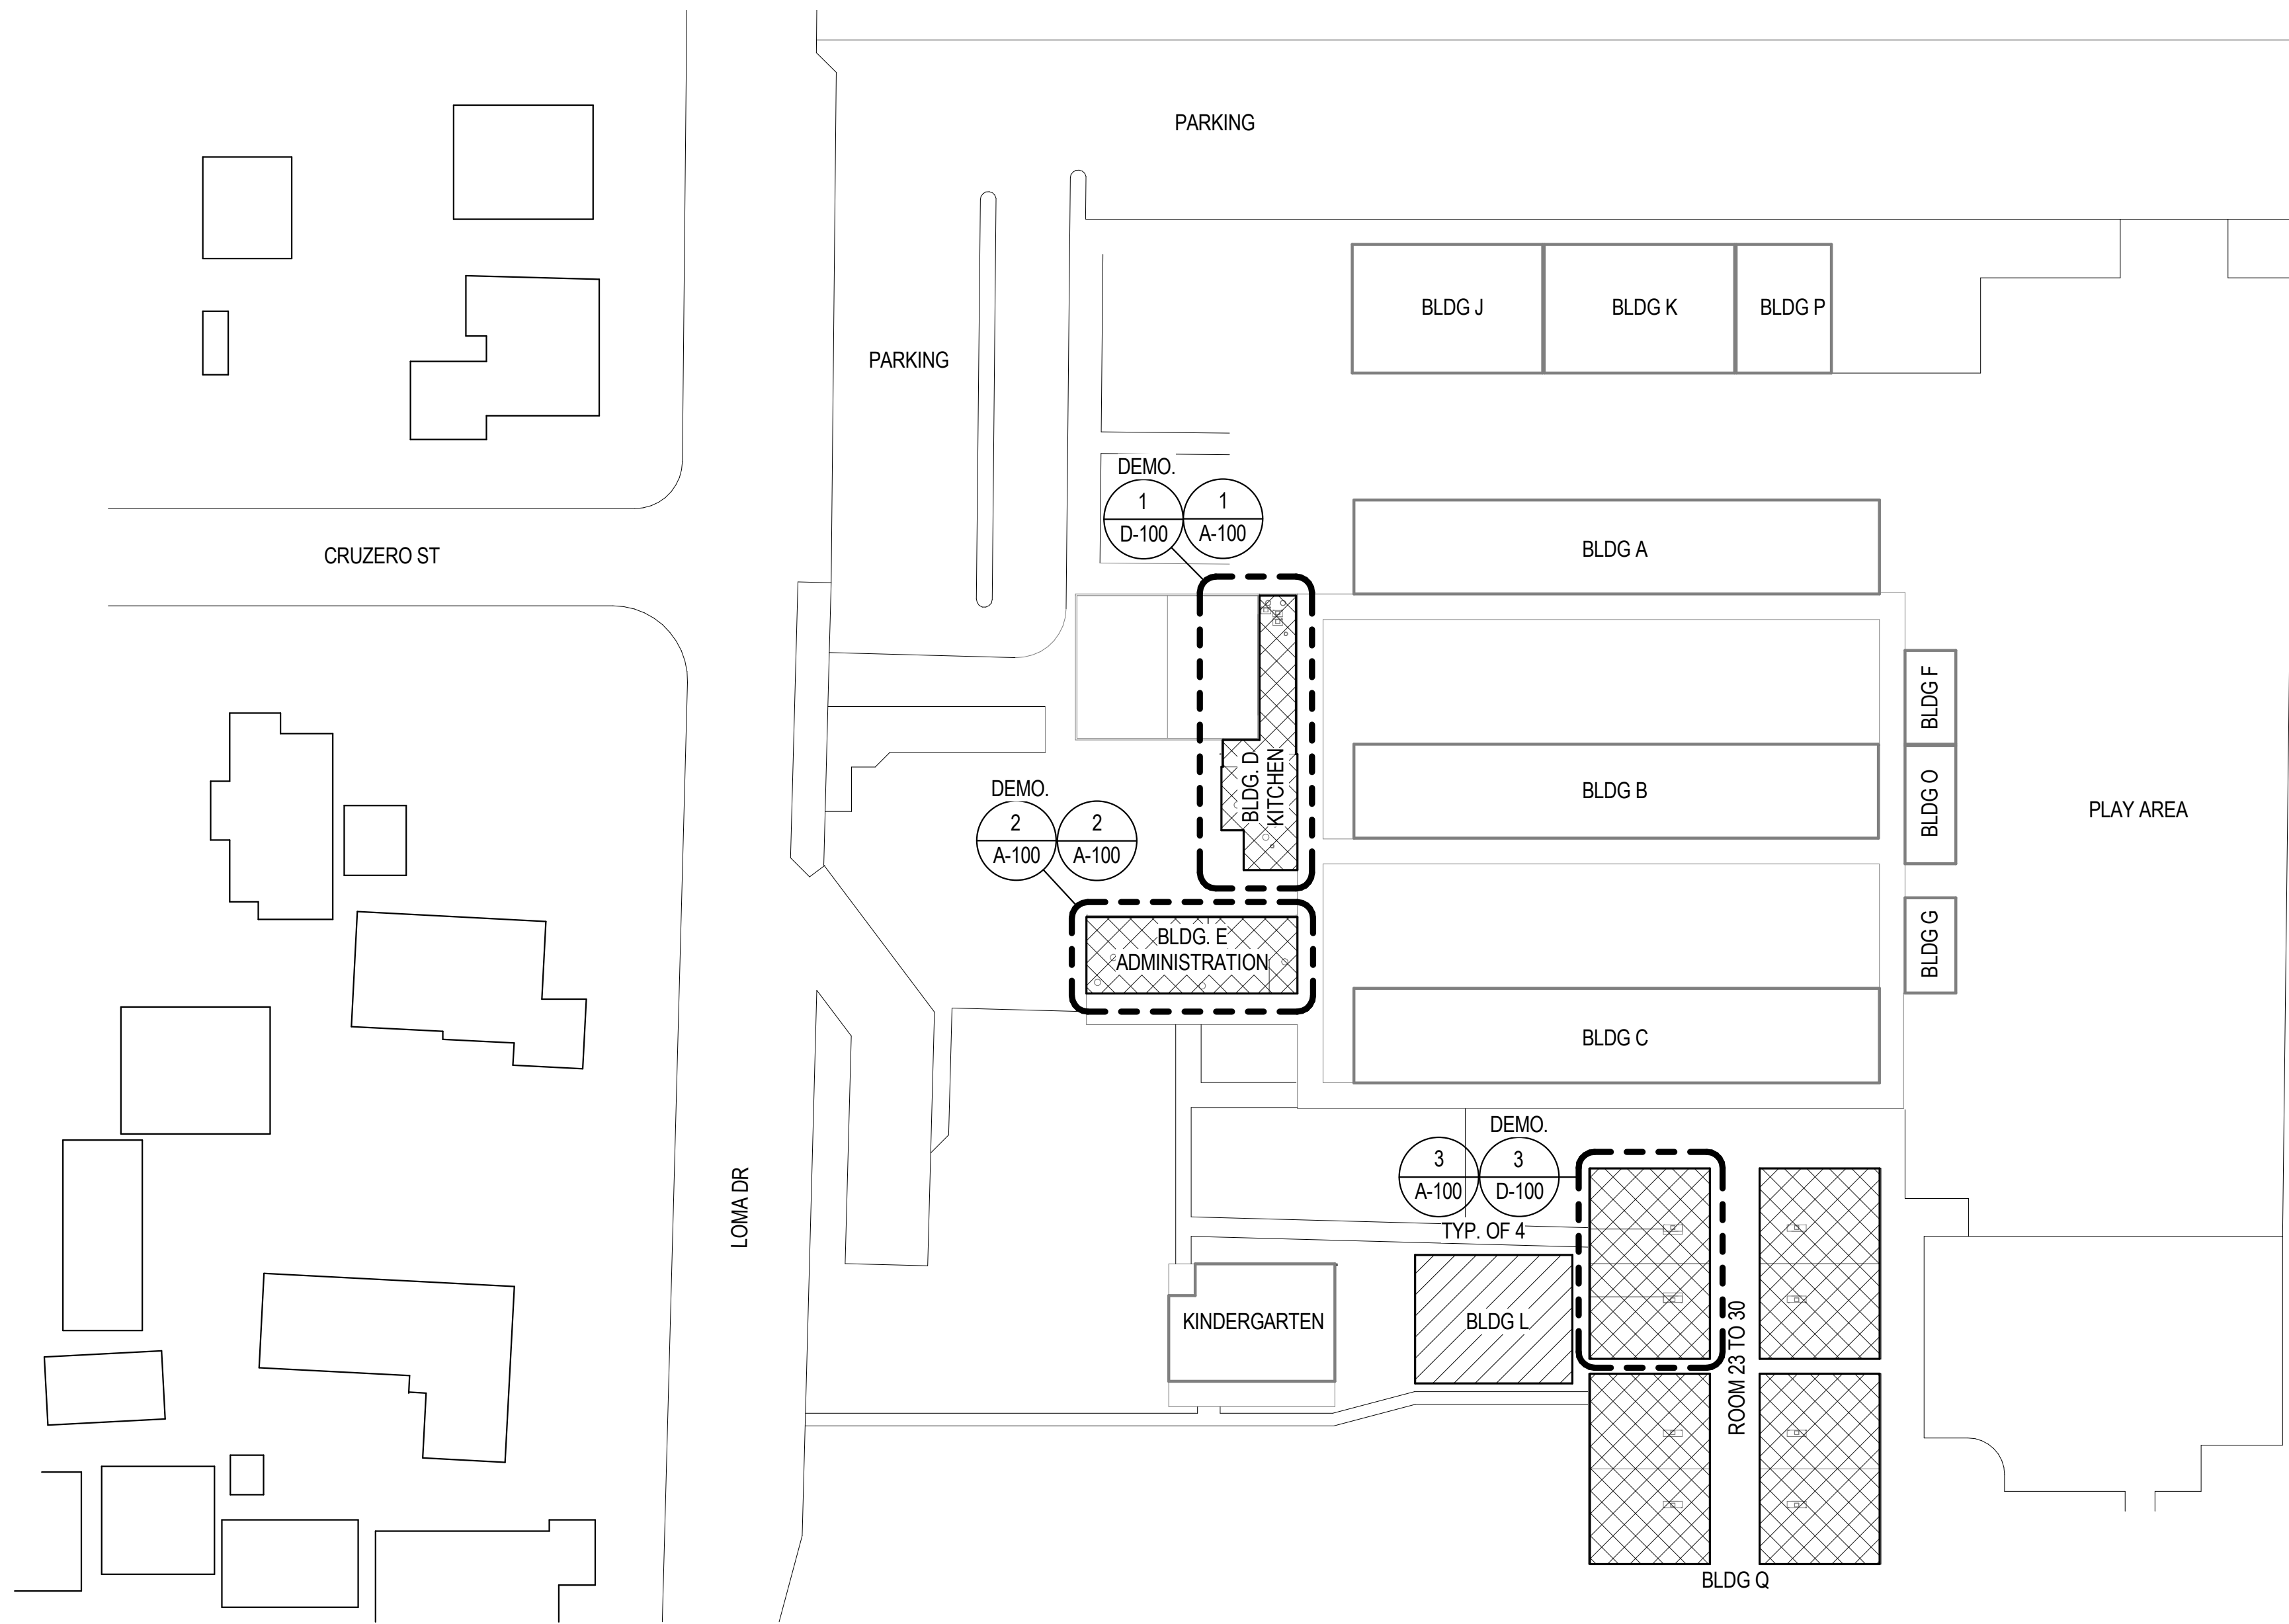 PARKING
BLDG J
BLDG K
BLDG P
PARKING
DEMO.
1
D-100
1
A-100
CRUZERO ST
BLDG A
BLDG F
BLDG. D
KITCHEN
BLDG B
BLDG O
PLAY AREA
DEMO.
2
A-100
2
A-100
BLDG. E
ADMINISTRATION
BLDG G
BLDG C
LOMA DR
DEMO.
3
A-100
3
D-100
TYP. OF 4
KINDERGARTEN
BLDG L
ROOM 23 TO 30
BLDG Q